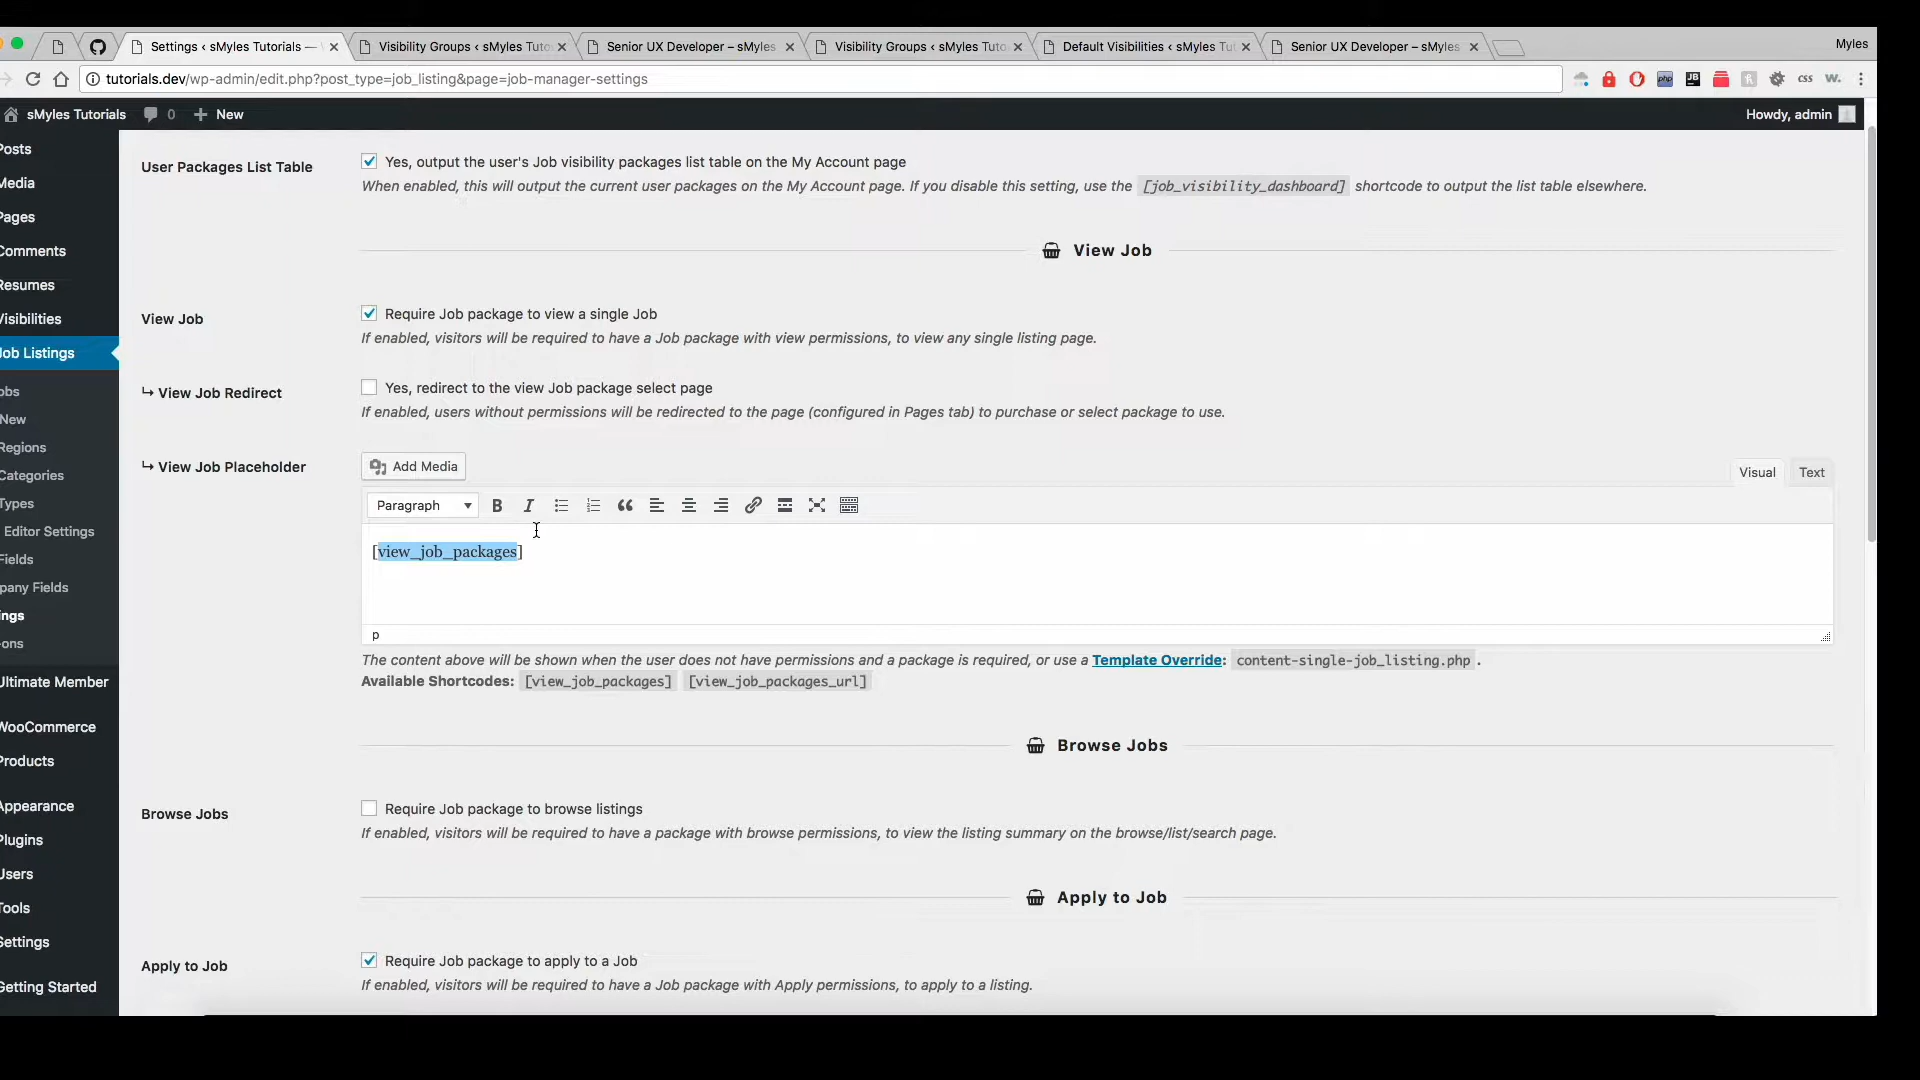 Settings ‹ sMyles Tutorials —
Visibility Groups ‹ sMyles Tuto
Senior UX Developer – sMyles
Visibility Groups ‹ sMyles Tuto
Default Visibilities ‹ sMyles Tut
Senior UX Developer – sMyles
Myles
tutorials.dev/wp-admin/edit.php?post_type=job_listing&page=job-manager-settings
php
JB
css
w.
sMyles Tutorials
0
New
Howdy, admin
Posts
Media
Pages
Comments
Resumes
Visibilities
Job Listings
obs
New
Regions
Categories
Types
Editor Settings
Fields
pany Fields
ings
-ons
Ultimate Member
WooCommerce
Products
Appearance
Plugins
Users
Tools
Settings
Getting Started
User Packages List Table
Yes, output the user's Job visibility packages list table on the My Account page
When enabled, this will output the current user packages on the My Account page. If you disable this setting, use the [job_visibility_dashboard] shortcode to output the list table elsewhere.
View Job
View Job
Require Job package to view a single Job
If enabled, visitors will be required to have a Job package with view permissions, to view any single listing page.
↪ View Job Redirect
Yes, redirect to the view Job package select page
If enabled, users without permissions will be redirected to the page (configured in Pages tab) to purchase or select package to use.
↪ View Job Placeholder
Add Media
Visual
Text
Paragraph
B
I
[view_job_packages]
p
The content above will be shown when the user does not have permissions and a package is required, or use a Template Override: content-single-job_listing.php .
Available Shortcodes: [view_job_packages] [view_job_packages_url]
Browse Jobs
Browse Jobs
Require Job package to browse listings
If enabled, visitors will be required to have a package with browse permissions, to view the listing summary on the browse/list/search page.
Apply to Job
Apply to Job
Require Job package to apply to a Job
If enabled, visitors will be required to have a Job package with Apply permissions, to apply to a listing.